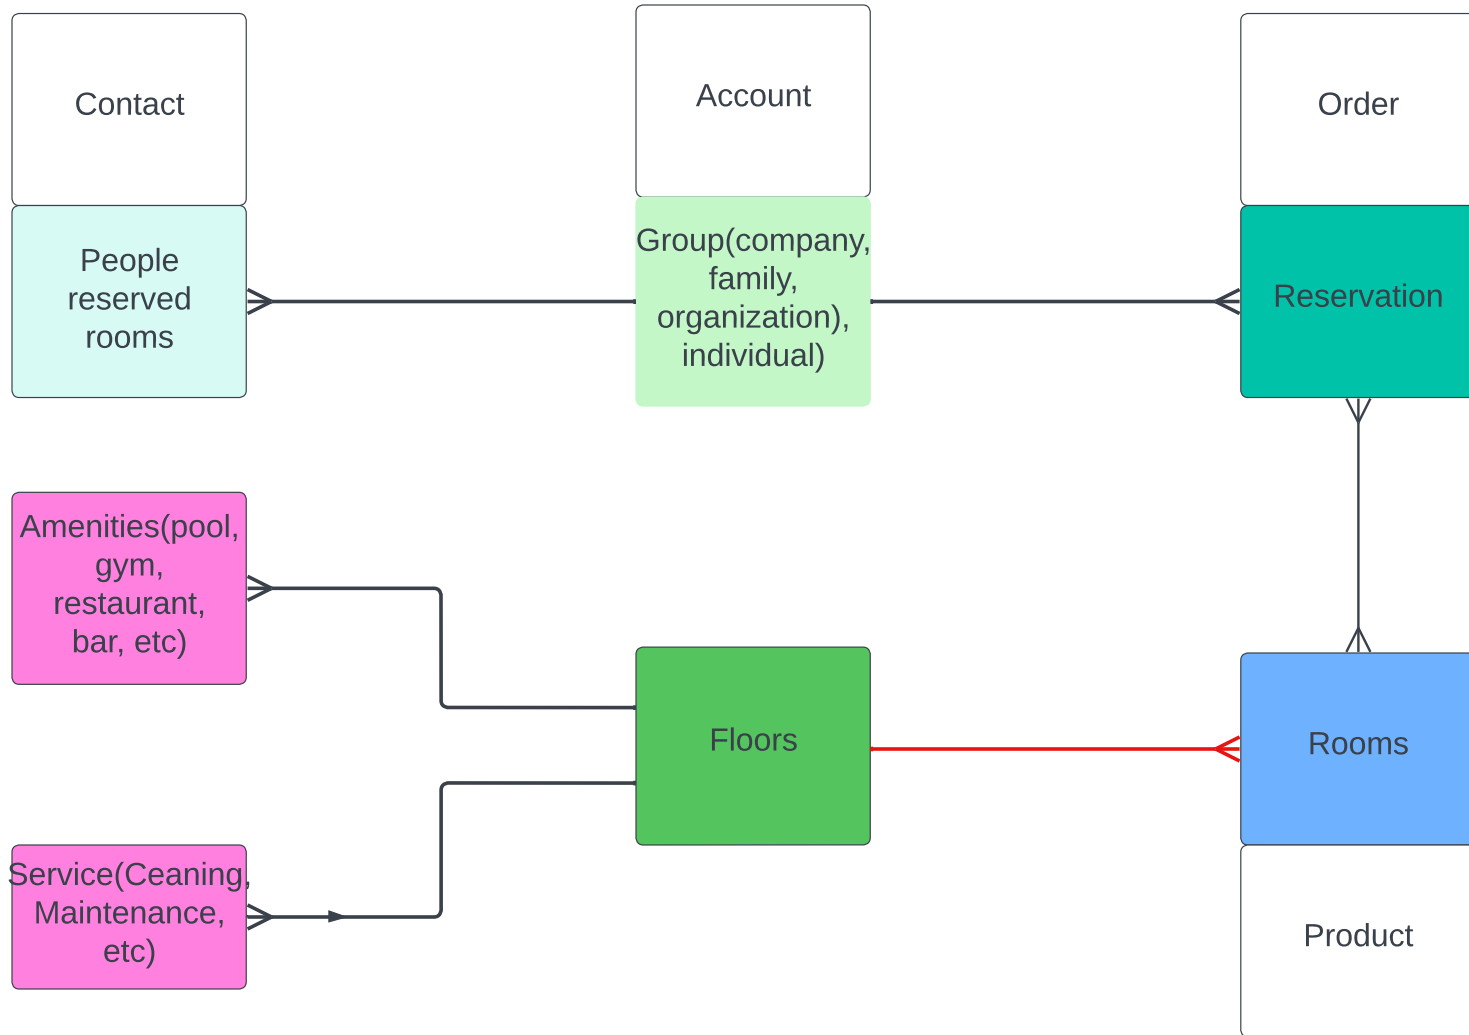 Contact
Account
Order
People
reserved
rooms
Group(company,
family,
organization),
individual)
Reservation
Amenities(pool,
gym,
restaurant,
bar, etc)
Floors
Rooms
Service(Ceaning,
Maintenance,
etc)
Product